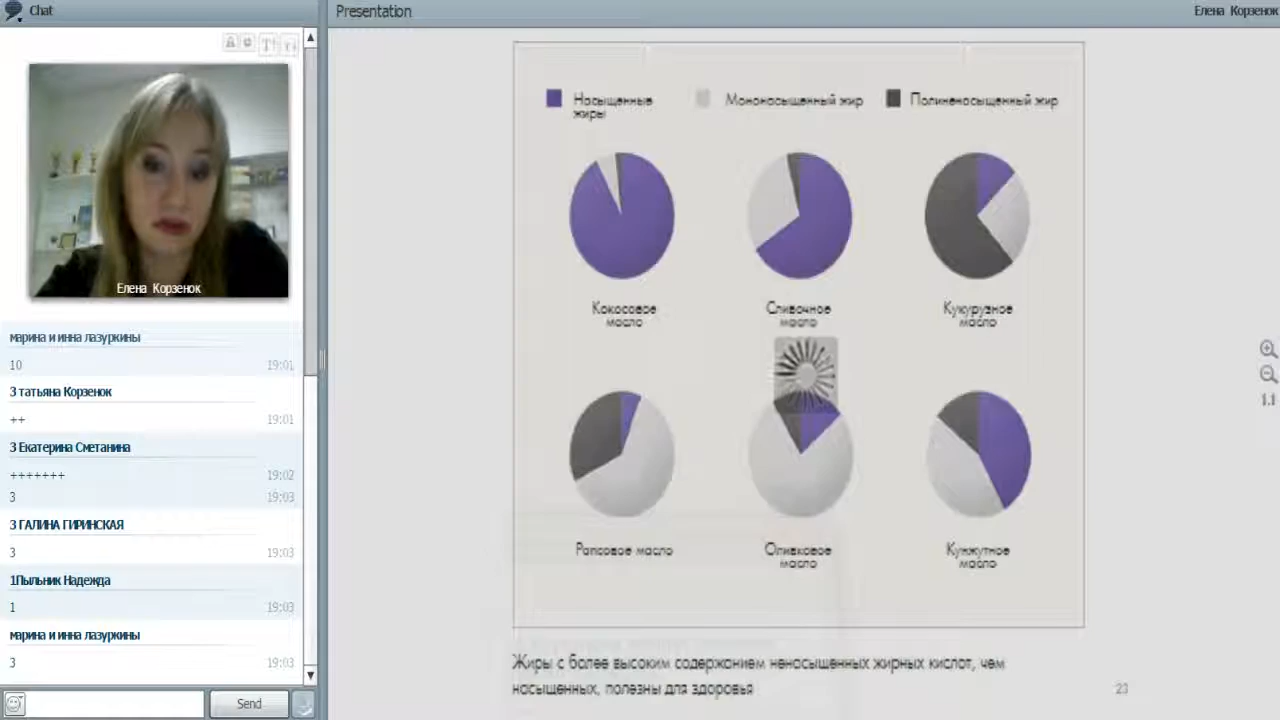 Chat
Presentation
Елена Корзенок
Елена Корзенок
марина и инна лазуркины
10 19:01
3 татьяна Корзенок
++ 19:01
3 Екатерина Сметанина
+++++++ 19:02
3 19:03
3 ГАЛИНА ГИРИНСКАЯ
3 19:03
1Пыльник Надежда
1 19:03
марина и инна лазуркины
3 19:03
Send
Насыщенные
жиры
Мононасыщенный жир
Полиненосыщенный жир
Кокосовое
масло
Сливочное
масло
Кукурузное
масло
Рапсовое масло
Оливковое
масло
Кунжутное
масло
Жиры с более высоким содержанием ненасыщенных жирных кислот, чем
насыщенных, полезны для здоровья
23
1:1